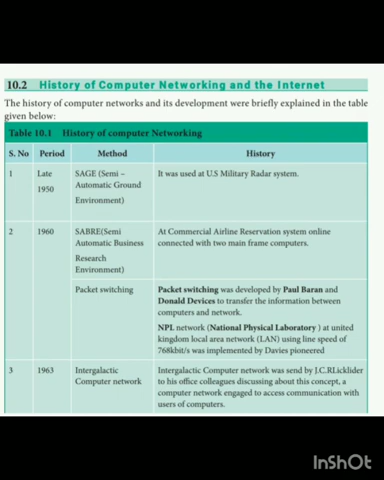 10.2 History of Computer Networking and the Internet
The history of computer networks and its development were briefly explained in the table
given below:
Table 10.1 History of computer Networking
S. No Period Method History
1 Late SAGE (Semi – It was used at U.S Military Radar system.
1950 Automatic Ground
Environment)
2 1960 SABRE(Semi At Commercial Airline Reservation system online
Automatic Business connected with two main frame computers.
Research
Environment)
Packet switching Packet switching was developed by Paul Baran and
Donald Devices to transfer the information between
computers and network.
NPL network (National Physical Laboratory ) at united
kingdom local area network (LAN) using line speed of
768kbit/s was implemented by Davies pioneered
3 1963 Intergalactic Intergalactic Computer network was send by J.C.RLicklider
Computer network to his office colleagues discussing about this concept, a
computer network engaged to access communication with
users of computers.
InShOt